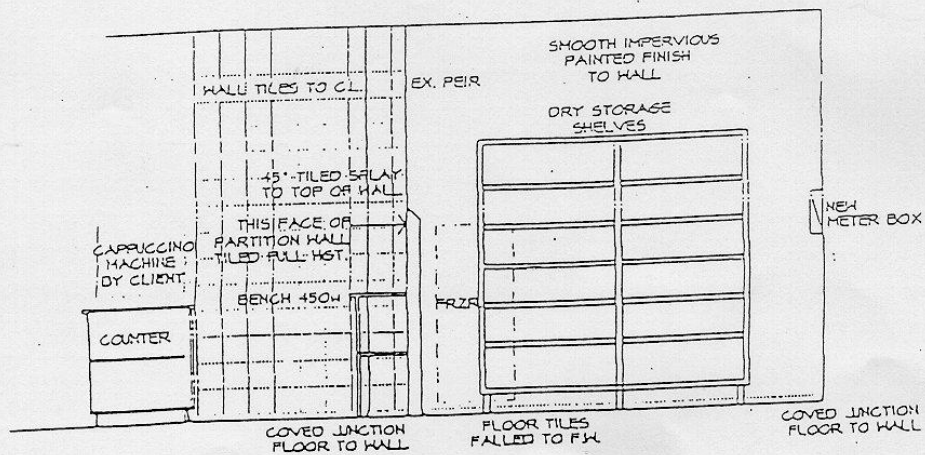 SMOOTH IMPERVIOUS
PAINTED FINISH
TO WALL
WALL TILES TO C.L.
EX. PEIR
DRY STORAGE
SHELVES
45° TILED SPLAY
TO TOP OF WALL
THIS FACE OF
PARTITION WALL
TILED FULL HGT.
NEW
METER BOX
CAPPUCCINO
MACHINE
BY CLIENT
BENCH 450W
FRZR
COUNTER
COVED JUNCTION
FLOOR TO WALL
FLOOR TILES
FALLED TO F.W.
COVED JUNCTION
FLOOR TO WALL